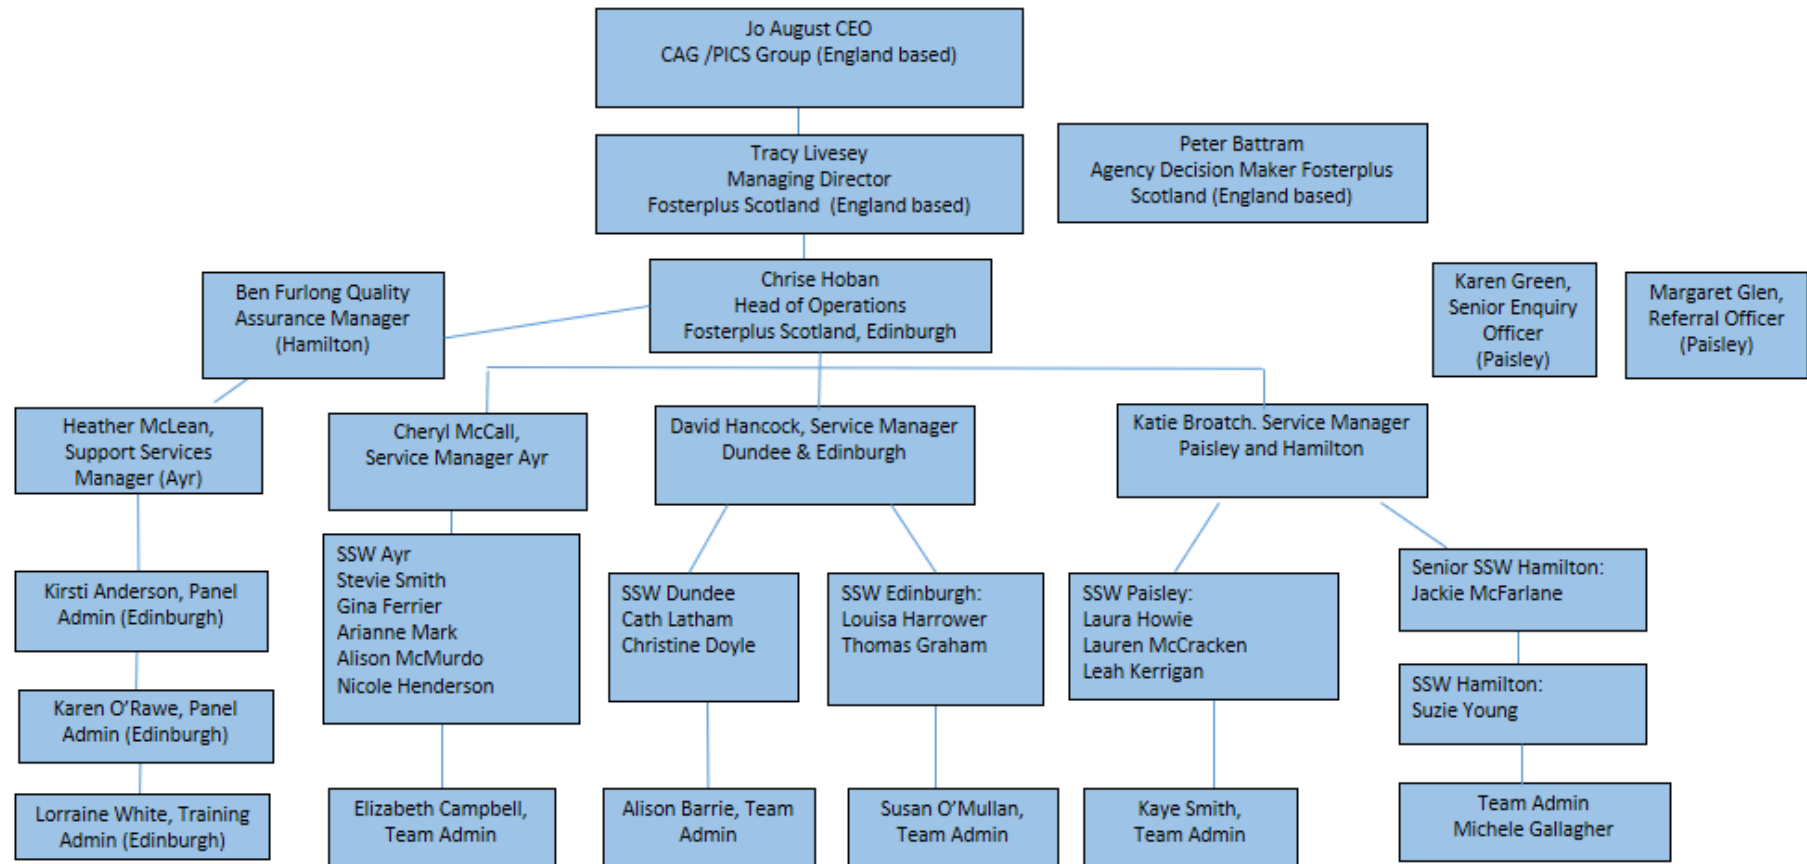 Jo August CEO
CAG /PICS Group (England based)
Tracy Livesey
Managing Director
Fosterplus Scotland (England based)
Peter Battram
Agency Decision Maker Fosterplus
Scotland (England based)
Chrise Hoban
Head of Operations
Fosterplus Scotland, Edinburgh
Ben Furlong Quality
Assurance Manager
(Hamilton)
Karen Green,
Senior Enquiry
Officer
(Paisley)
Margaret Glen,
Referral Officer
(Paisley)
Heather McLean,
Support Services
Manager (Ayr)
Cheryl McCall,
Service Manager Ayr
David Hancock, Service Manager
Dundee & Edinburgh
Katie Broatch. Service Manager
Paisley and Hamilton
Kirsti Anderson, Panel
Admin (Edinburgh)
SSW Ayr
Stevie Smith
Gina Ferrier
Arianne Mark
Alison McMurdo
Nicole Henderson
SSW Dundee
Cath Latham
Christine Doyle
SSW Edinburgh:
Louisa Harrower
Thomas Graham
SSW Paisley:
Laura Howie
Lauren McCracken
Leah Kerrigan
Senior SSW Hamilton:
Jackie McFarlane
SSW Hamilton:
Suzie Young
Karen O’Rawe, Panel
Admin (Edinburgh)
Lorraine White, Training
Admin (Edinburgh)
Elizabeth Campbell,
Team Admin
Alison Barrie, Team
Admin
Susan O’Mullan,
Team Admin
Kaye Smith,
Team Admin
Team Admin
Michele Gallagher